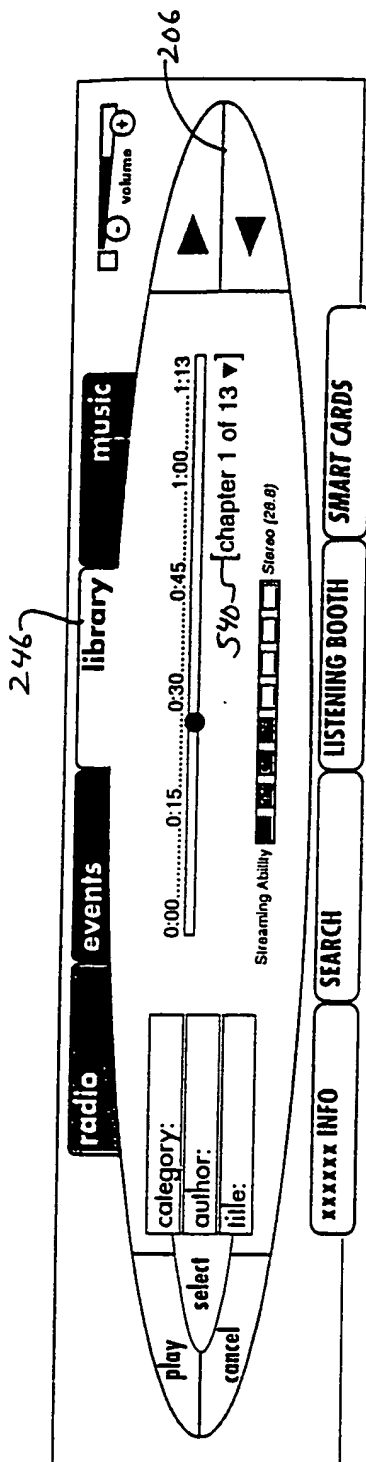 246
206
radio
events
library
music
- volume +
play
select
cancel
category:
author:
title:
0:00 0:15 0:30 0:45 1:00 1:13
540 [chapter 1 of 13 ▼]
Streaming Ability Stereo (28.8)
xxxxxx INFO
SEARCH
LISTENING BOOTH
SMART CARDS